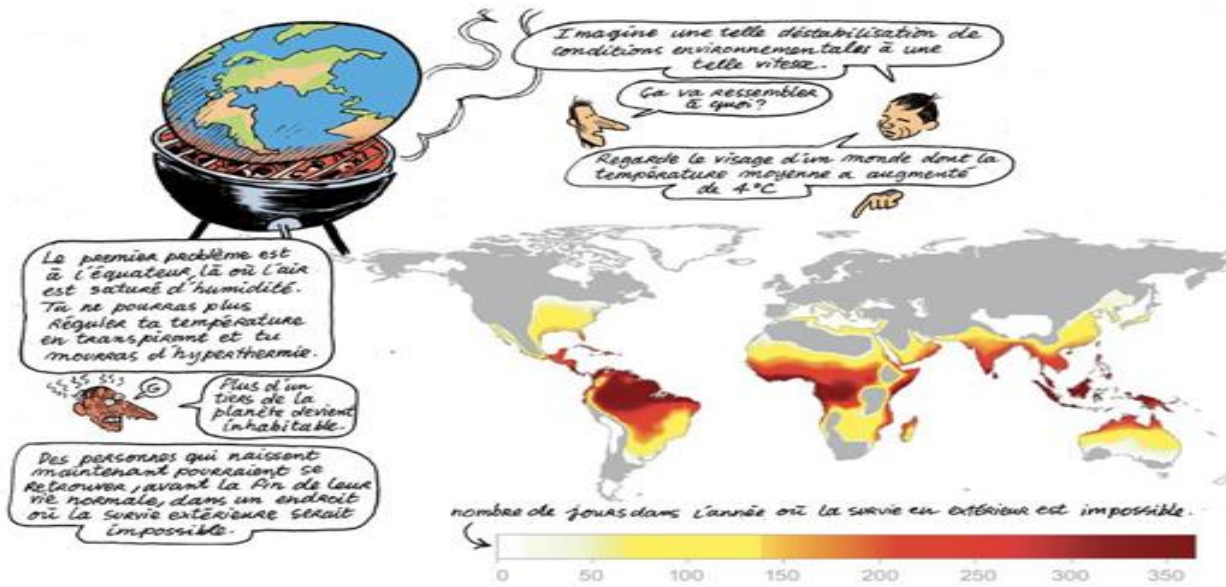 Imagine une telle déstabilisation de
conditions environnementales à une
telle vitesse.
Ça va ressembler
à quoi?
Regarde le visage d'un monde dont la
température moyenne a augmenté
de 4°C
Le premier problème est
à l'équateur, là où l'air
est saturé d'humidité.
Tu ne pourras plus
réguler ta température
en transpirant et tu
mourras d'hyperthermie.
G
Plus d'un
tiers de la
planète devient
inhabitable.
Des personnes qui naissent
maintenant pourraient se
retrouver, avant la fin de leur
vie normale, dans un endroit
où la survie extérieure serait
impossible.
nombre de jours dans l'année où la survie en extérieur est impossible.
0 50 100 150 200 250 300 350